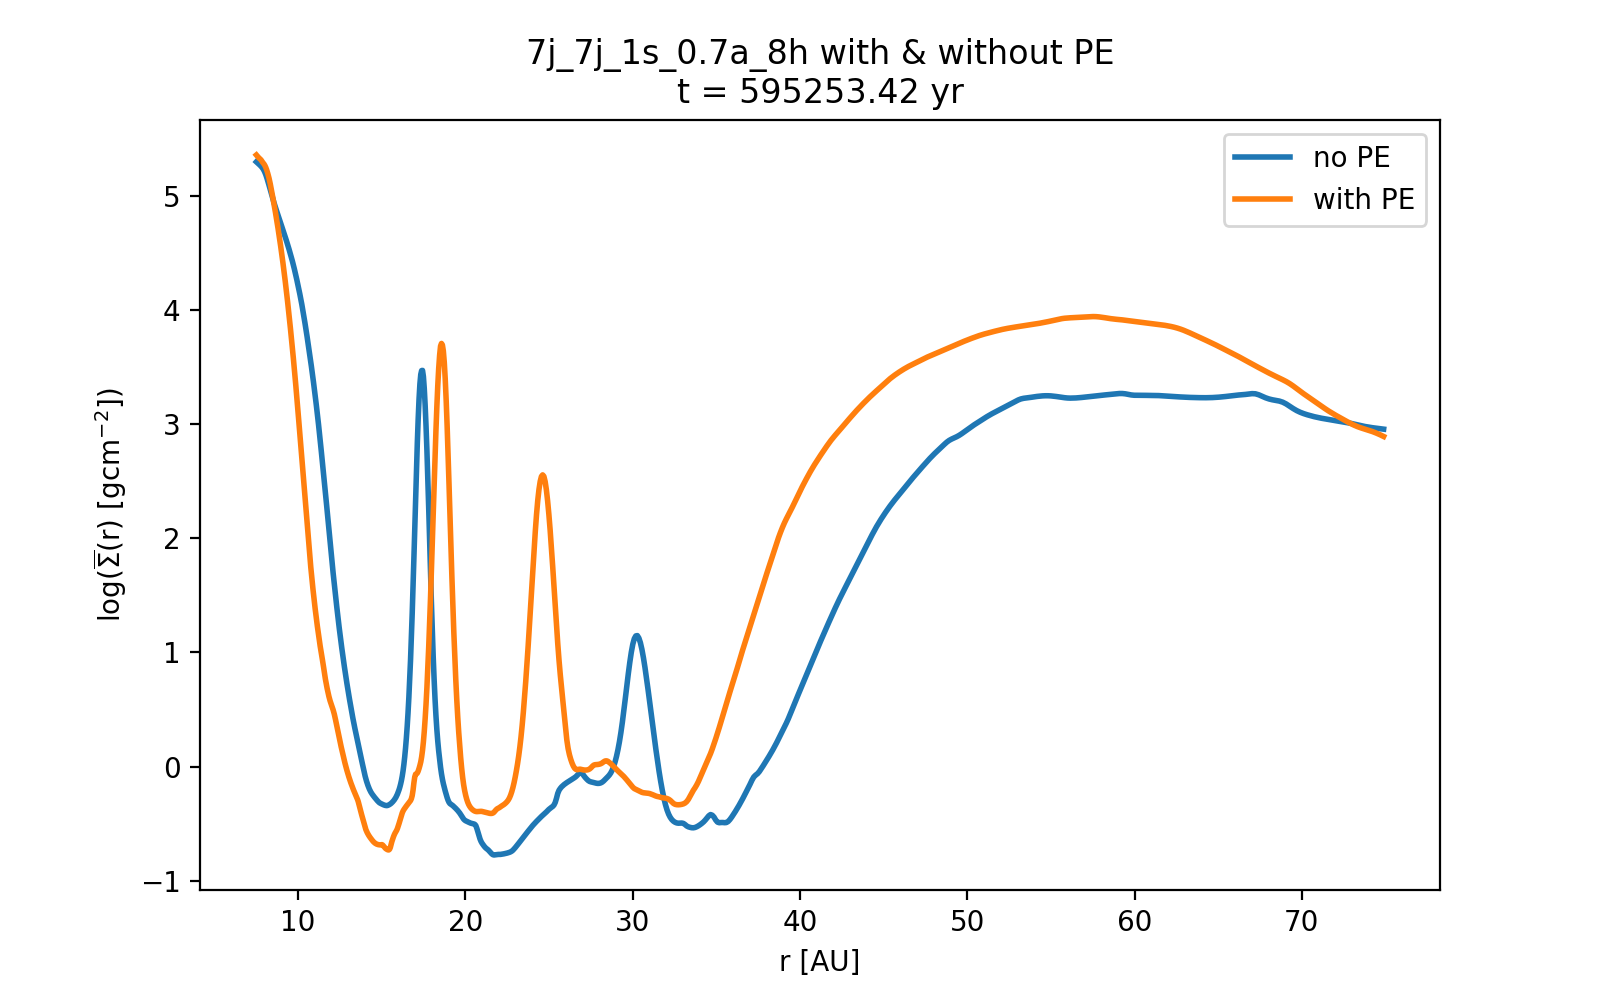 7j_7j_1s_0.7a_8h with & without PE
t = 595253.42 yr
no PE
with PE
log(Σ̅(r) [gcm⁻²])
5
4
3
2
1
0
−1
10 20 30 40 50 60 70
r [AU]